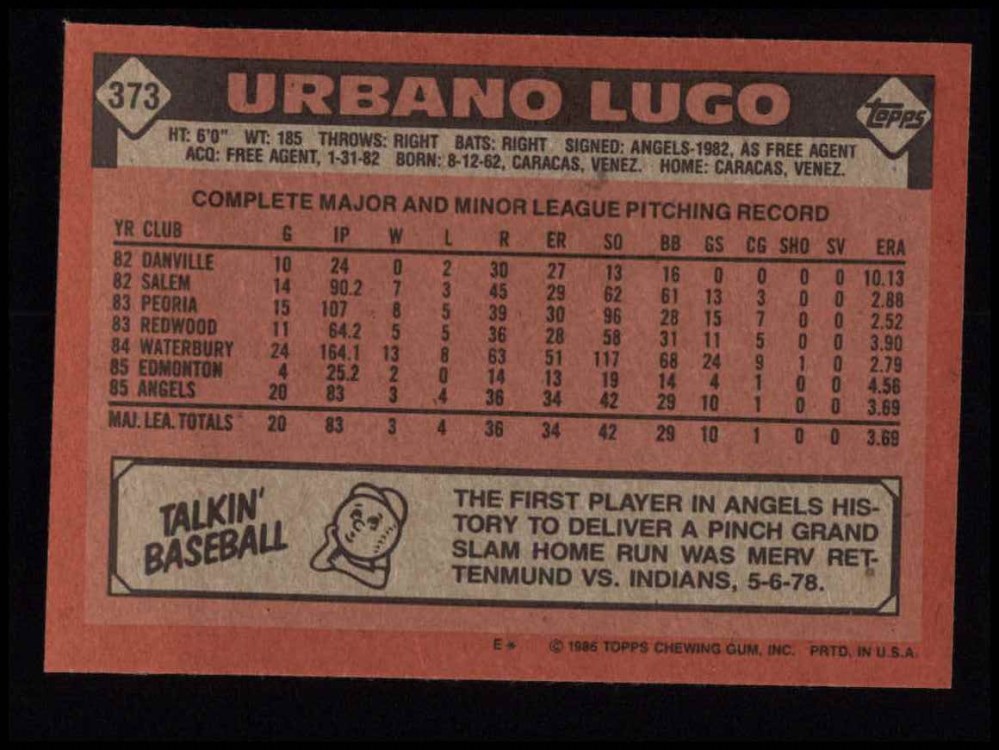 373
URBANO LUGO
topps
HT: 6'0" WT: 185 THROWS: RIGHT BATS: RIGHT SIGNED: ANGELS-1982, AS FREE AGENT
ACQ: FREE AGENT, 1-31-82 BORN: 8-12-62, CARACAS, VENEZ. HOME: CARACAS, VENEZ.
COMPLETE MAJOR AND MINOR LEAGUE PITCHING RECORD
YR CLUB G IP W L R ER SO BB GS CG SHO SV ERA
82 DANVILLE 10 24 0 2 30 27 13 16 0 0 0 0 10.13
82 SALEM 14 90.2 7 3 45 29 62 61 13 3 0 0 2.88
83 PEORIA 15 107 8 5 39 30 96 28 15 7 0 0 2.52
83 REDWOOD 11 64.2 5 5 36 28 58 31 11 5 0 0 3.90
84 WATERBURY 24 164.1 13 8 63 51 117 68 24 9 1 0 2.79
85 EDMONTON 4 25.2 2 0 14 13 19 14 4 1 0 0 4.56
85 ANGELS 20 83 3 4 36 34 42 29 10 1 0 0 3.69
MAJ. LEA. TOTALS 20 83 3 4 36 34 42 29 10 1 0 0 3.69
TALKIN'
BASEBALL
THE FIRST PLAYER IN ANGELS HIS-
TORY TO DELIVER A PINCH GRAND
SLAM HOME RUN WAS MERV RET-
TENMUND VS. INDIANS, 5-6-78.
E* © 1986 TOPPS CHEWING GUM, INC. PRTD. IN U.S.A.